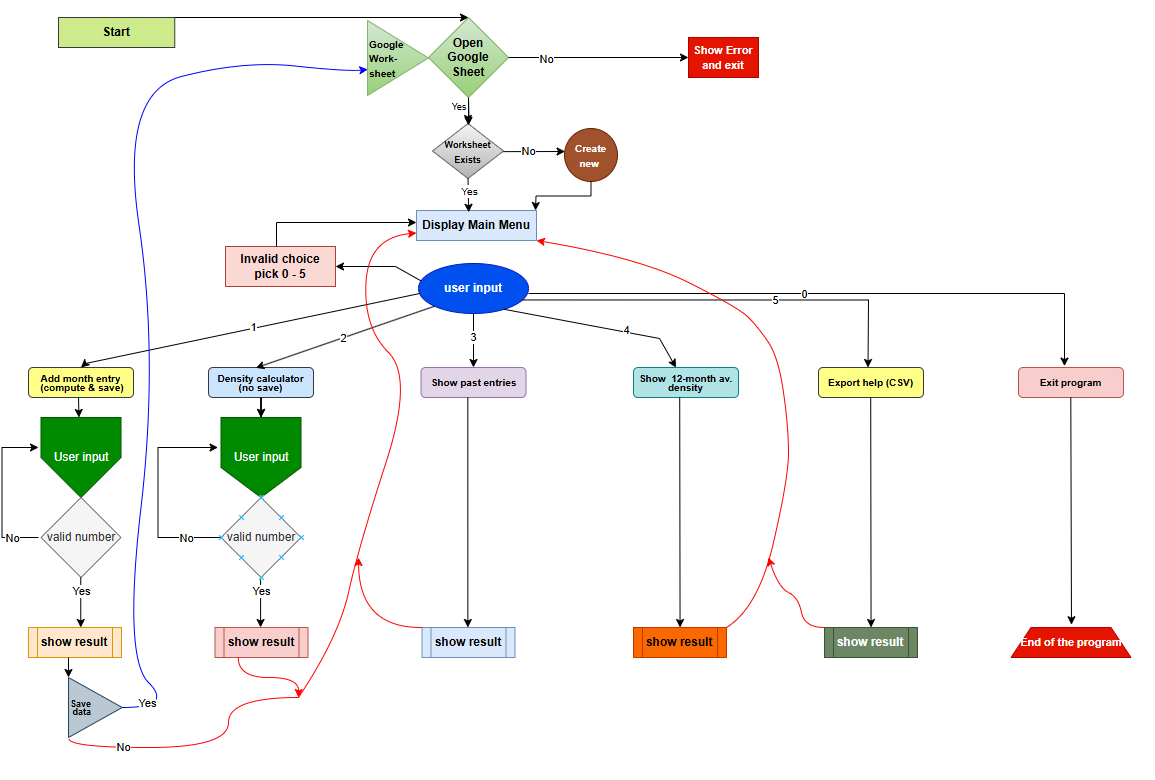 Start
Google
Work-
sheet
Open
Google
Sheet
No
Show Error
and exit
Yes
Worksheet
Exists
No
Create
new
Yes
Display Main Menu
Invalid choice
pick 0 - 5
user input
0
5
1
2
3
4
Add month entry
(compute & save)
Density calculator
(no save)
Show past entries
Show 12-month av.
density
Export help (CSV)
Exit program
User input
User input
No
valid number
No
valid number
Yes
Yes
show result
show result
show result
show result
show result
End of the program
Save
data
Yes
No